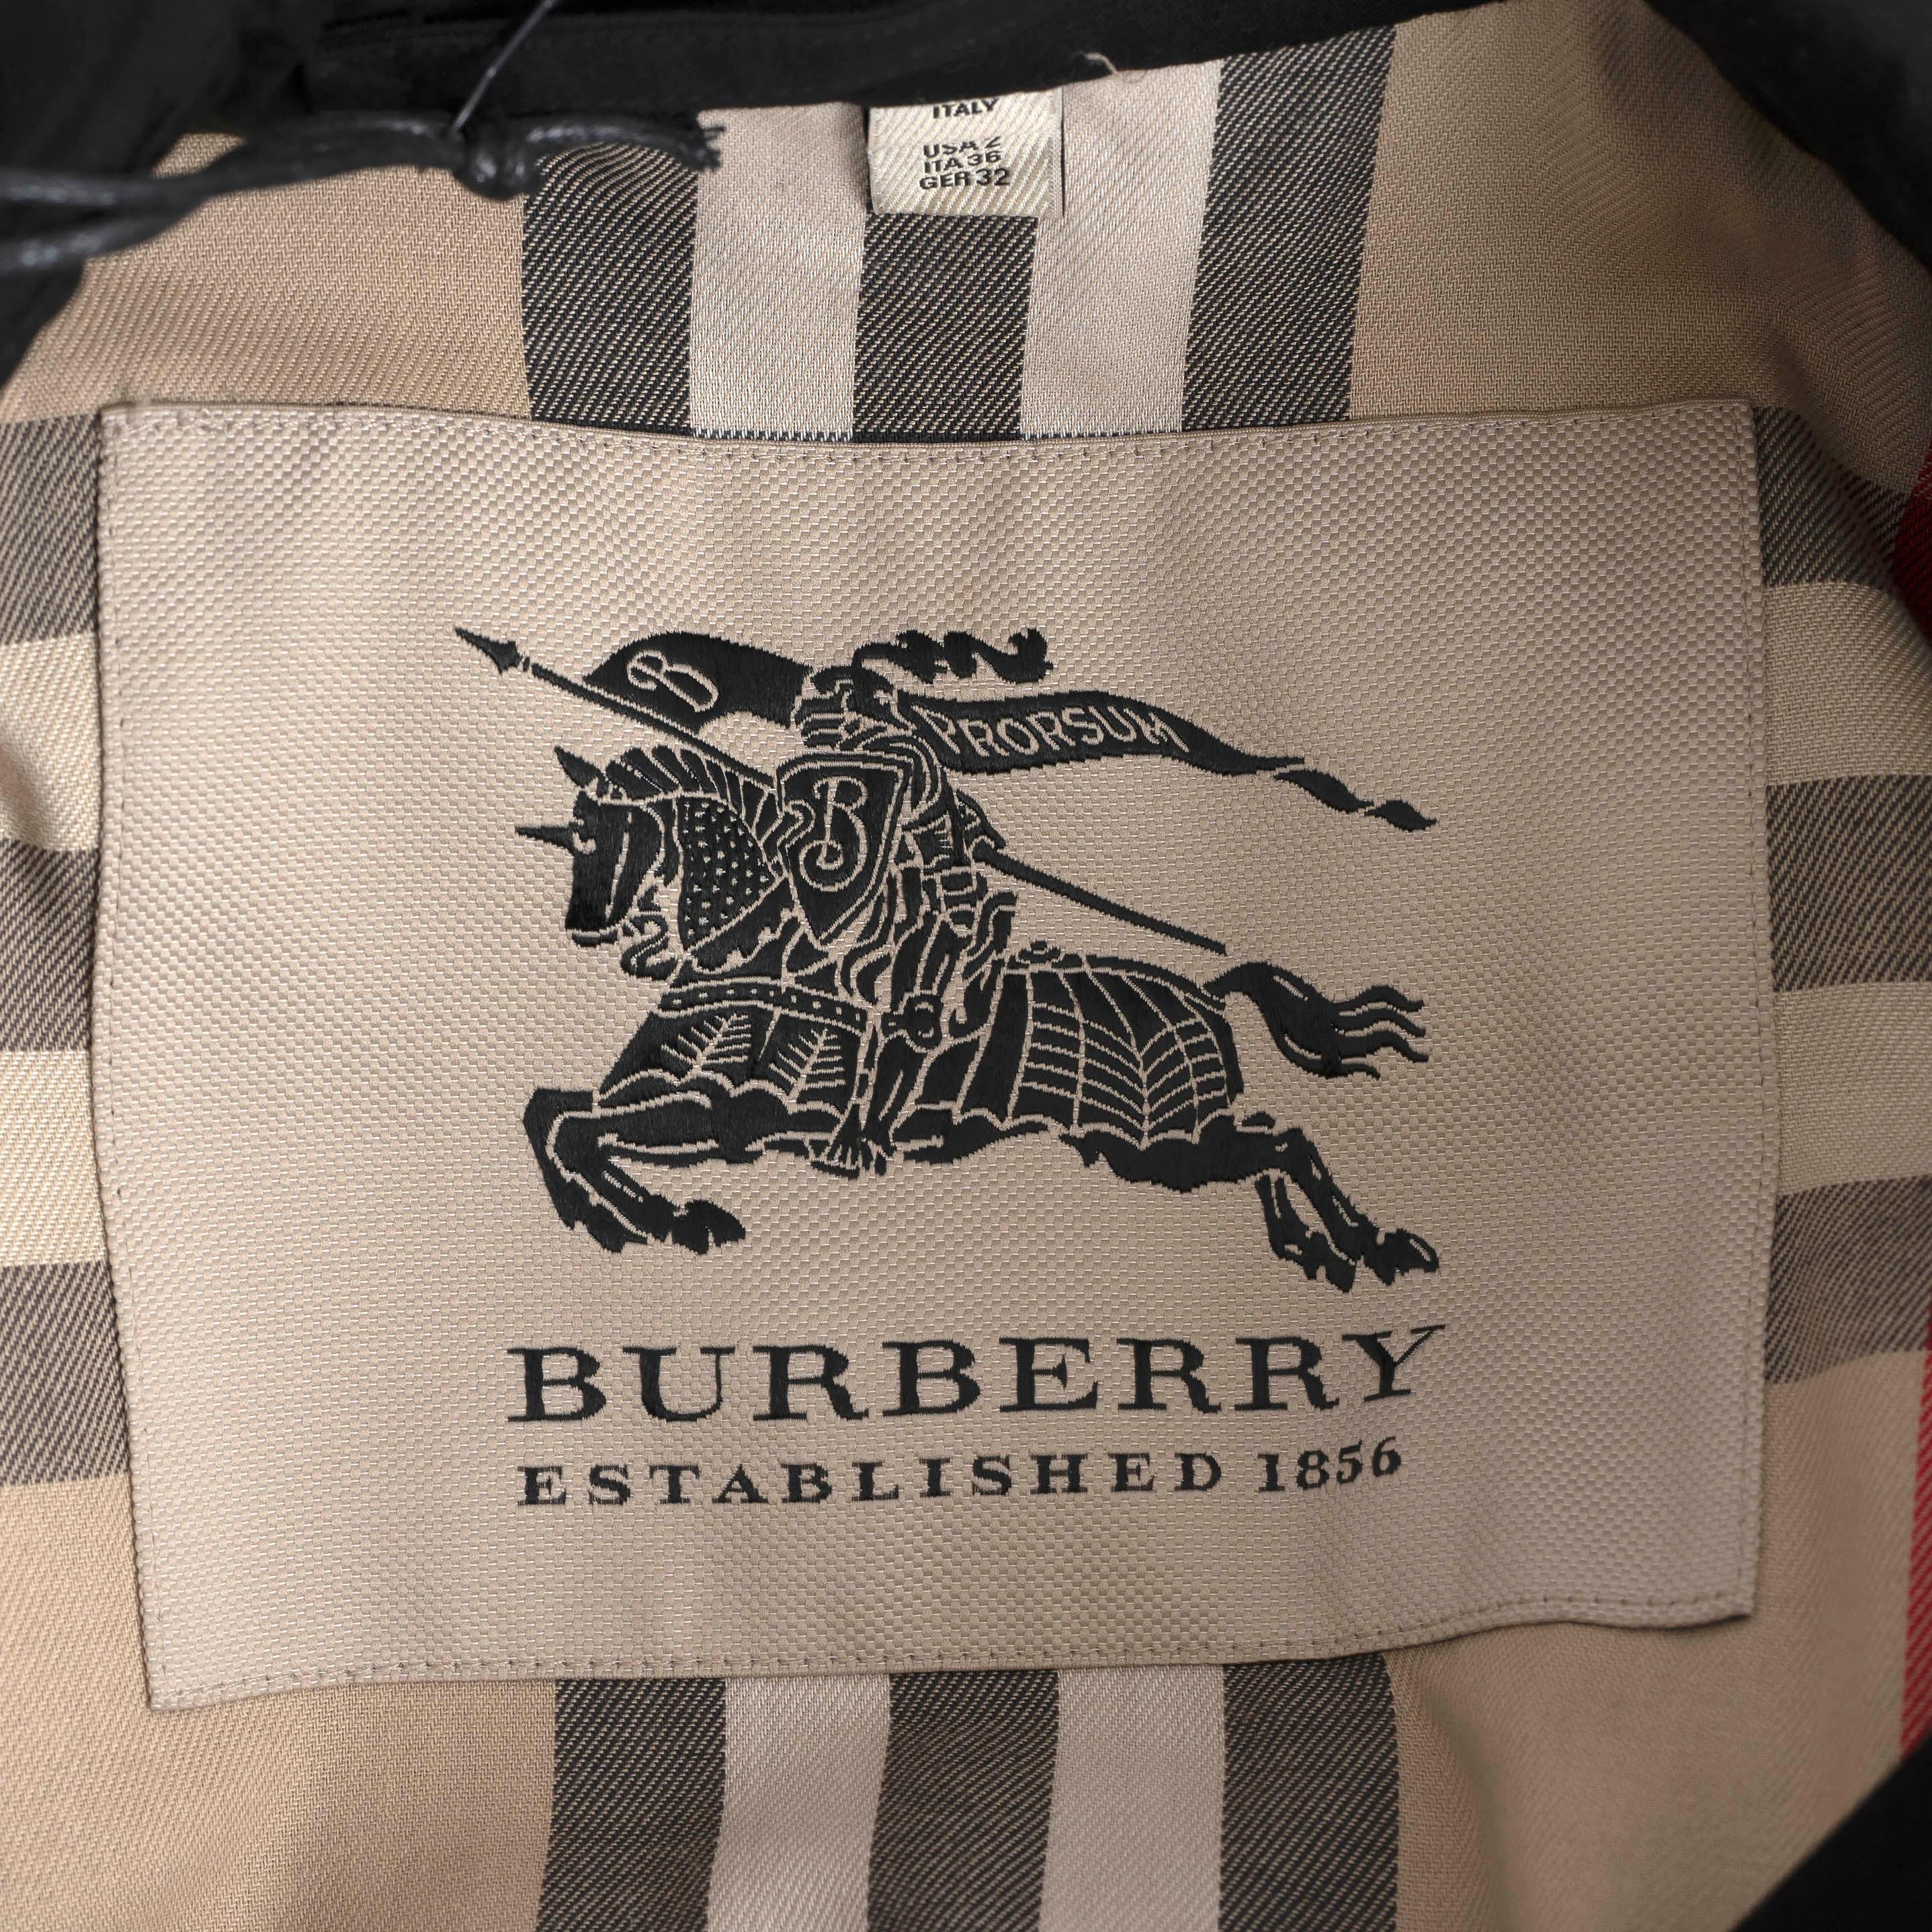 ITALY
USA 2
ITA 36
GER 32
B
PRORSUM
B
BURBERRY
ESTABLISHED 1856